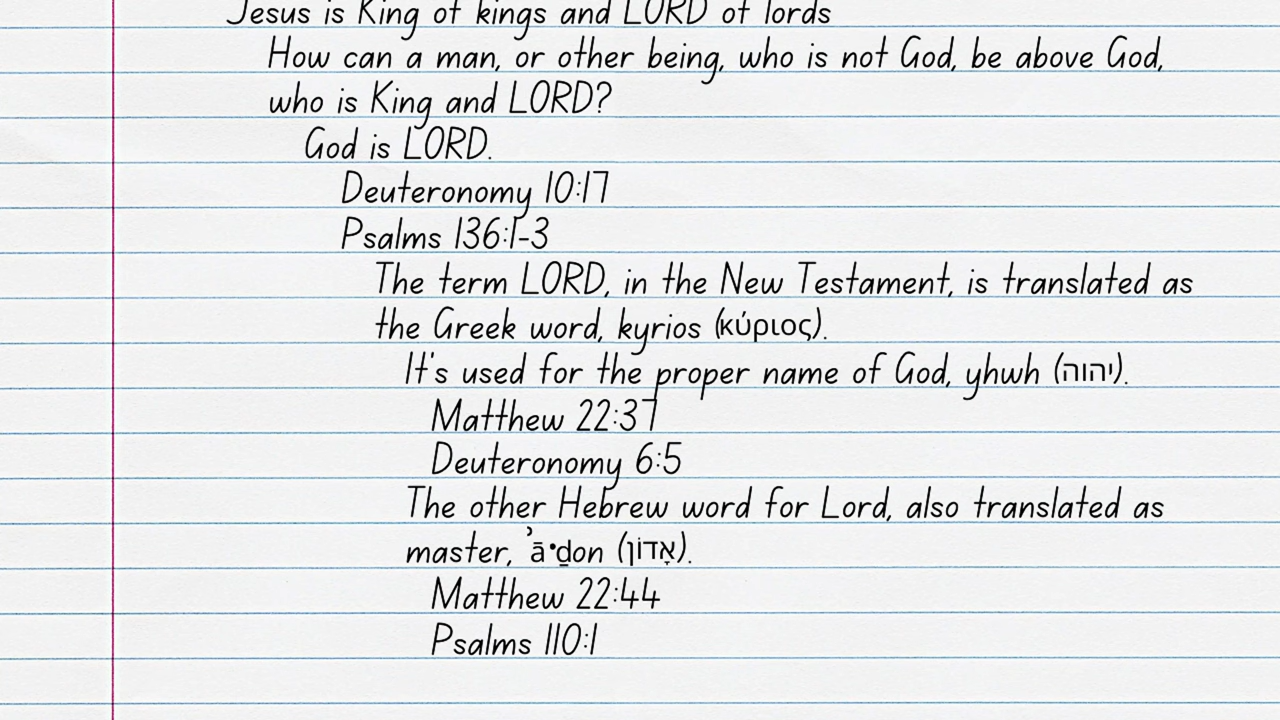 Jesus is King of kings and LORD of lords
How can a man, or other being, who is not God, be above God,
who is King and LORD?
God is LORD.
Deuteronomy 10:17
Psalms 136:1-3
The term LORD, in the New Testament, is translated as
the Greek word, kyrios (κύριος).
It's used for the proper name of God, yhwh (יהוה).
Matthew 22:37
Deuteronomy 6:5
The other Hebrew word for Lord, also translated as
master, ʾā•ḏon (אָדוֹן).
Matthew 22:44
Psalms 110:1